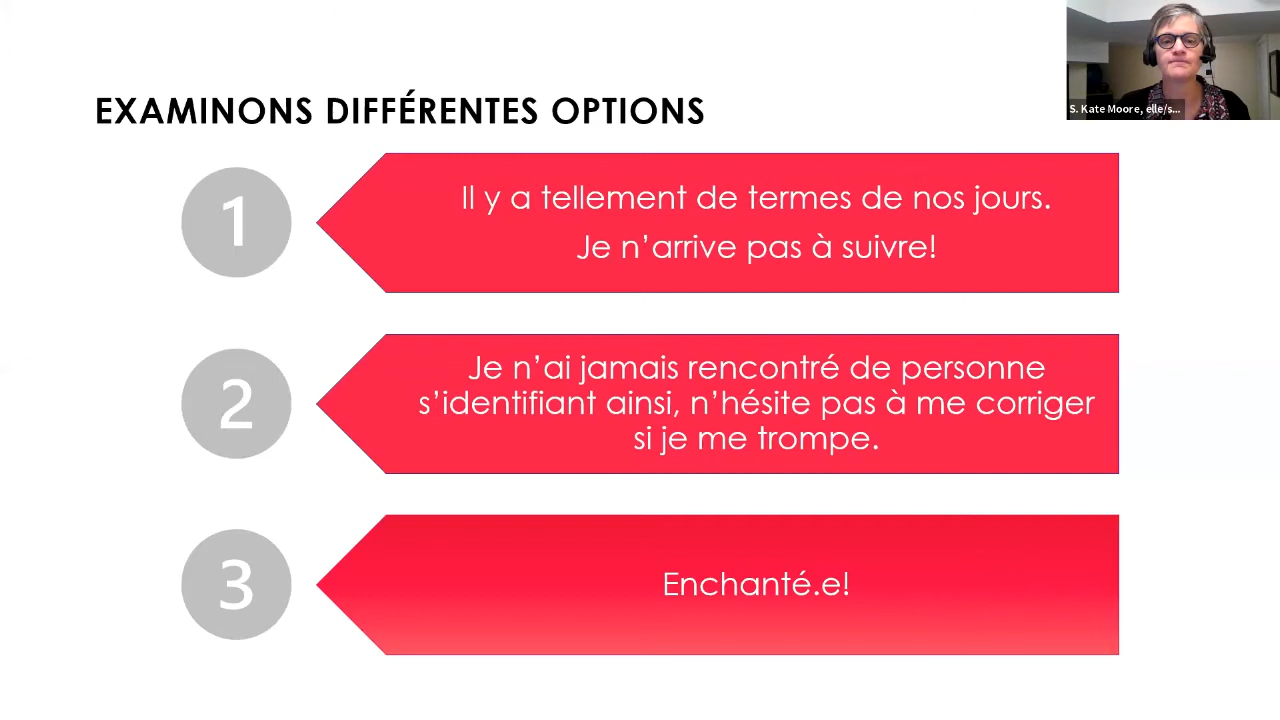 EXAMINONS DIFFÉRENTES OPTIONS
S. Kate Moore, elle/s...
1
Il y a tellement de termes de nos jours.
Je n’arrive pas à suivre!
2
Je n’ai jamais rencontré de personne
s’identifiant ainsi, n’hésite pas à me corriger
si je me trompe.
3
Enchanté.e!